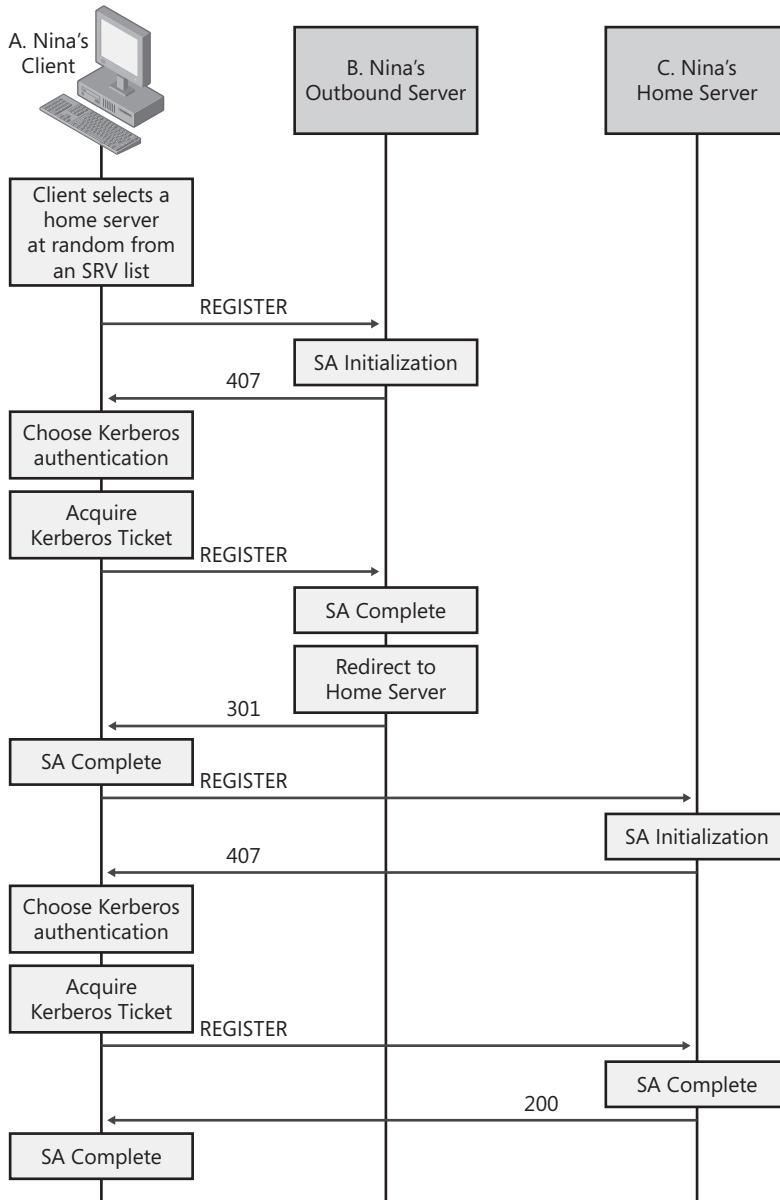 A. Nina's
Client
B. Nina's
Outbound Server
C. Nina's
Home Server
Client selects a
home server
at random from
an SRV list
REGISTER
SA Initialization
407
Choose Kerberos
authentication
Acquire
Kerberos Ticket
REGISTER
SA Complete
Redirect to
Home Server
301
SA Complete
REGISTER
SA Initialization
407
Choose Kerberos
authentication
Acquire
Kerberos Ticket
REGISTER
SA Complete
200
SA Complete